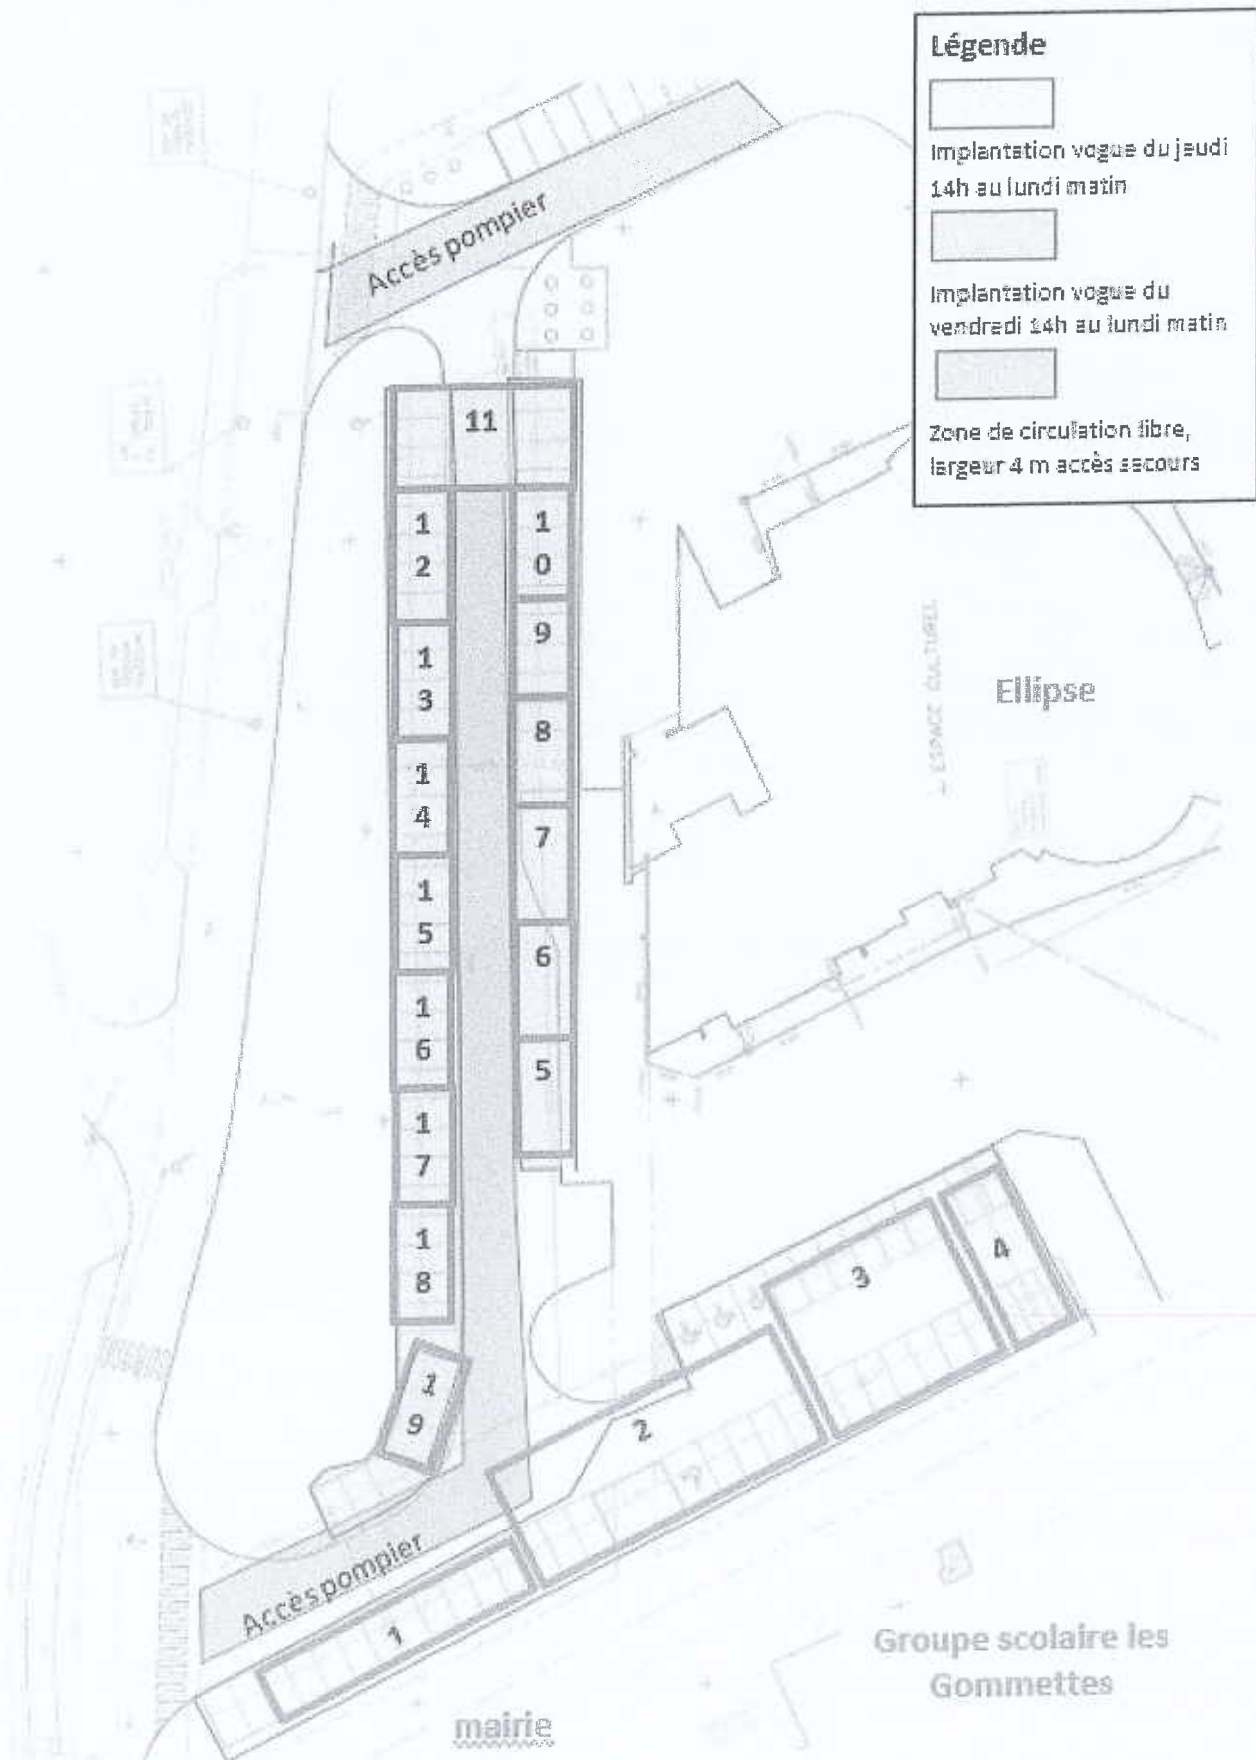 Légende
Implantation vogue du jeudi
14h au lundi matin
Implantation vogue du
vendredi 14h au lundi matin
Zone de circulation libre,
largeur 4 m accès secours
Accès pompier
11
1
2
1
0
1
3
9
1
4
8
1
5
7
1
6
6
1
7
5
1
8
1
9
4
3
2
1
Accès pompier
ESPACE CULTUREL
Ellipse
Groupe scolaire les
Gommettes
mairie